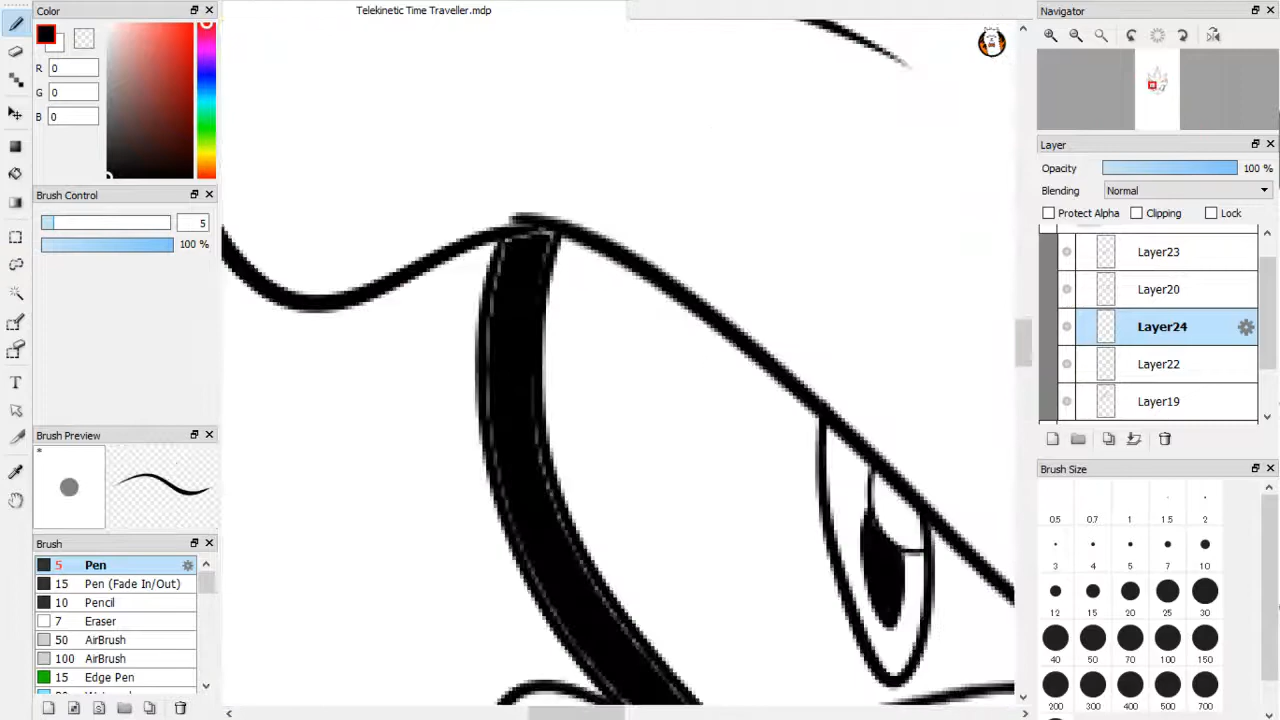 Color
Telekinetic Time Traveller.mdp
Navigator
R 0
G 0
B 0
Brush Control
5
100 %
Brush Preview
*
Brush
5 Pen
15 Pen (Fade In/Out)
10 Pencil
7 Eraser
50 AirBrush
100 AirBrush
15 Edge Pen
Layer
Opacity 100 %
Blending Normal
Protect Alpha Clipping Lock
Layer23
Layer20
Layer24
Layer22
Layer19
Brush Size
0.5 0.7 1 1.5 2
3 4 5 7 10
12 15 20 25 30
40 50 70 100 150
200 300 400 500 700